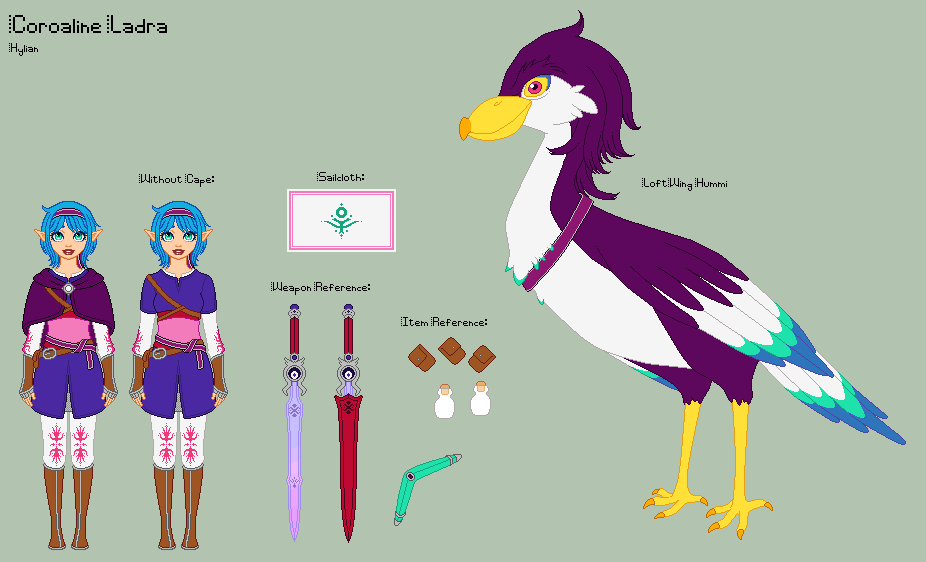 Coroaline Ladra
Hylian
Without Cape:
Sailcloth:
LoftWing Hummi
Weapon Reference:
Item Reference: